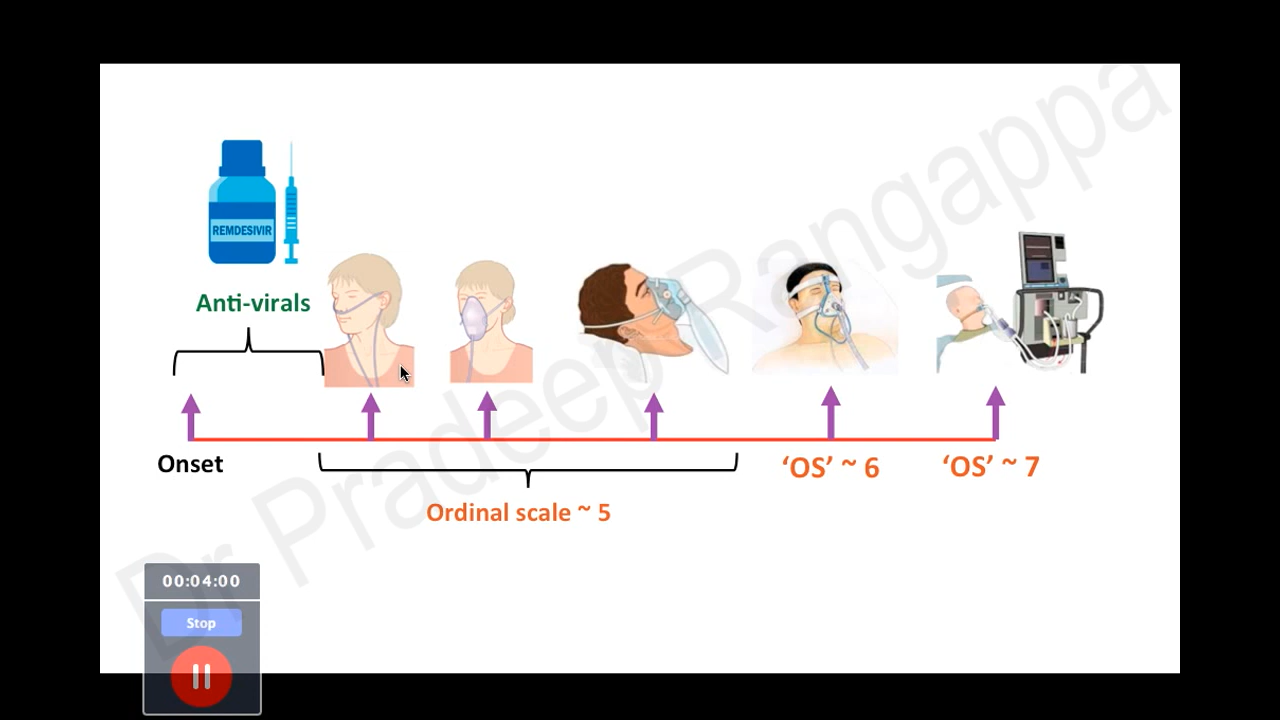 REMDESIVIR
Anti-virals
Onset
‘OS’ ~ 6
‘OS’ ~ 7
Ordinal scale ~ 5
Dr Pradeep Rangappa
00:04:00
Stop